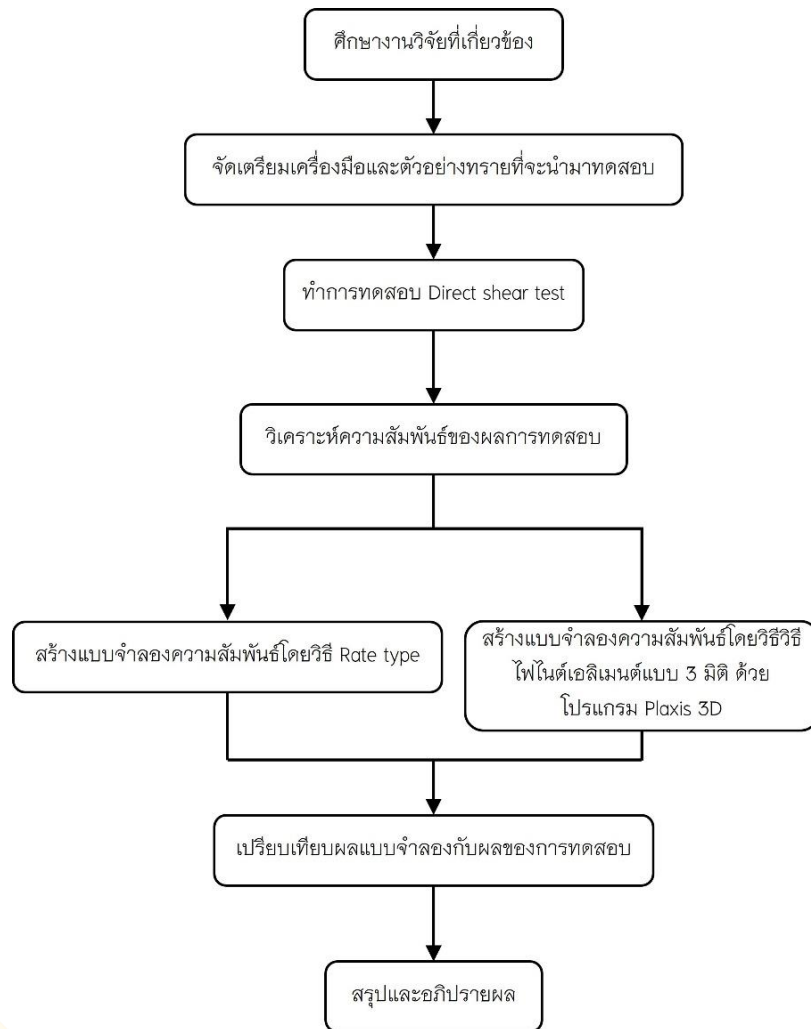 ศึกษางานวิจัยที่เกี่ยวข้อง
จัดเตรียมเครื่องมือและตัวอย่างทรายที่จะนำมาทดสอบ
ทำการทดสอบ Direct shear test
วิเคราะห์ความสัมพันธ์ของผลการทดสอบ
สร้างแบบจำลองความสัมพันธ์โดยวิธี Rate type
สร้างแบบจำลองความสัมพันธ์โดยวิธีวิธี
ไฟไนต์เอลิเมนต์แบบ 3 มิติ ด้วย
โปรแกรม Plaxis 3D
เปรียบเทียบผลแบบจำลองกับผลของการทดสอบ
สรุปและอภิปรายผล